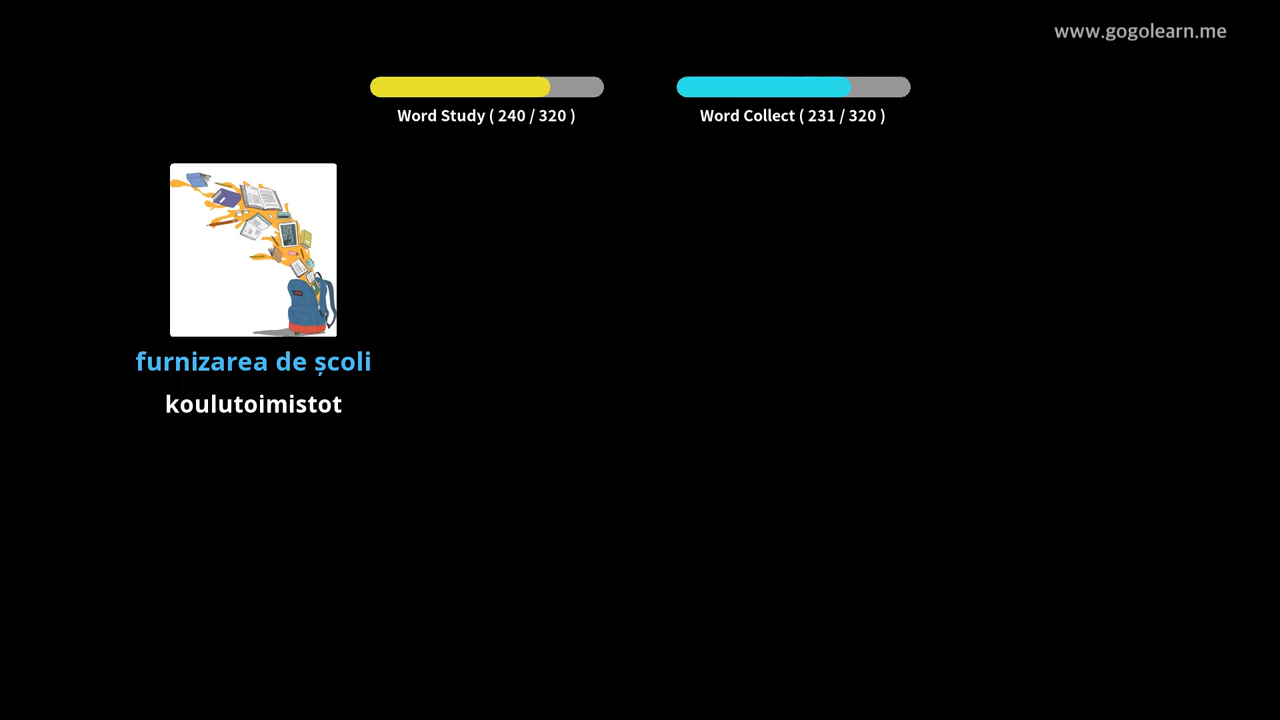 www.gogolearn.me
Word Study ( 240 / 320 )
Word Collect ( 231 / 320 )
furnizarea de școli
koulutoimistot